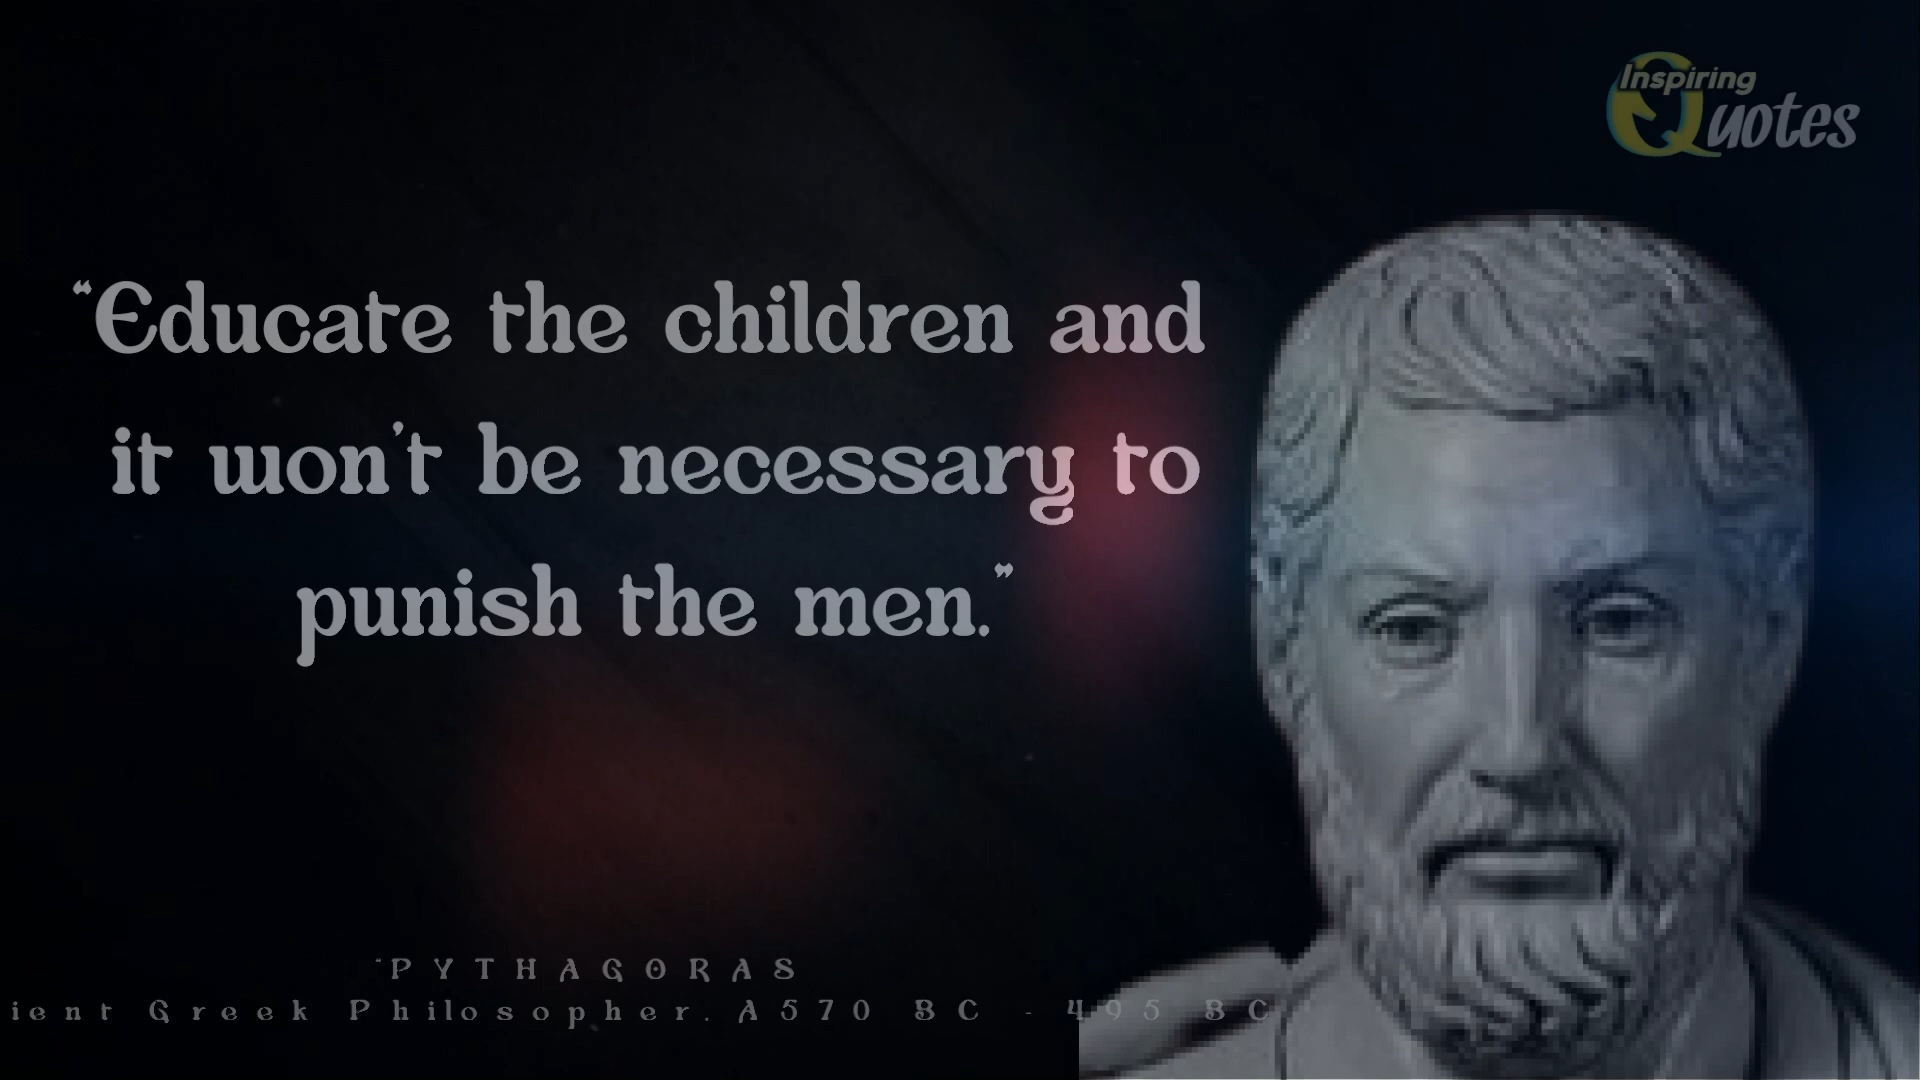 Inspiring
Quotes
“Educate the children and
it won't be necessary to
punish the men.”
PYTHAGORAS
Greek Philosopher. A570 BC - 495 BC